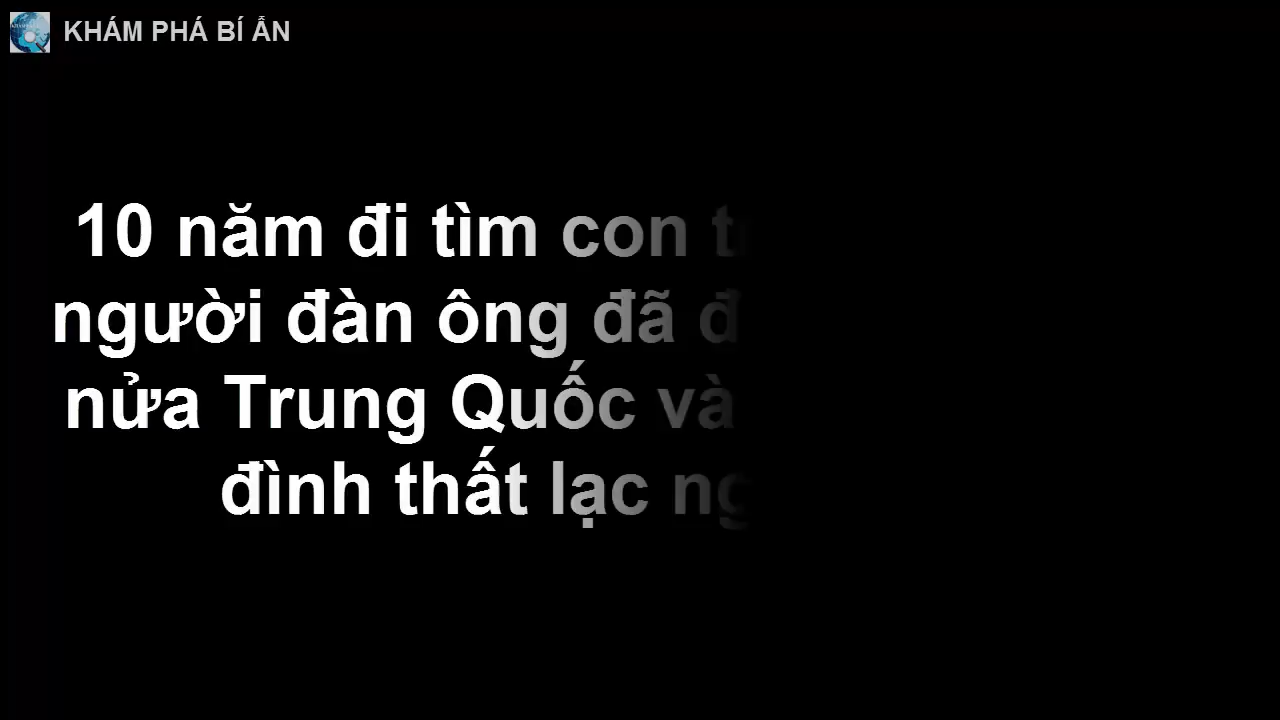 KHÁM PHÁ BÍ ẨN
10 năm đi tìm con
người đàn ông đã
nửa Trung Quốc và
đình thất lạc